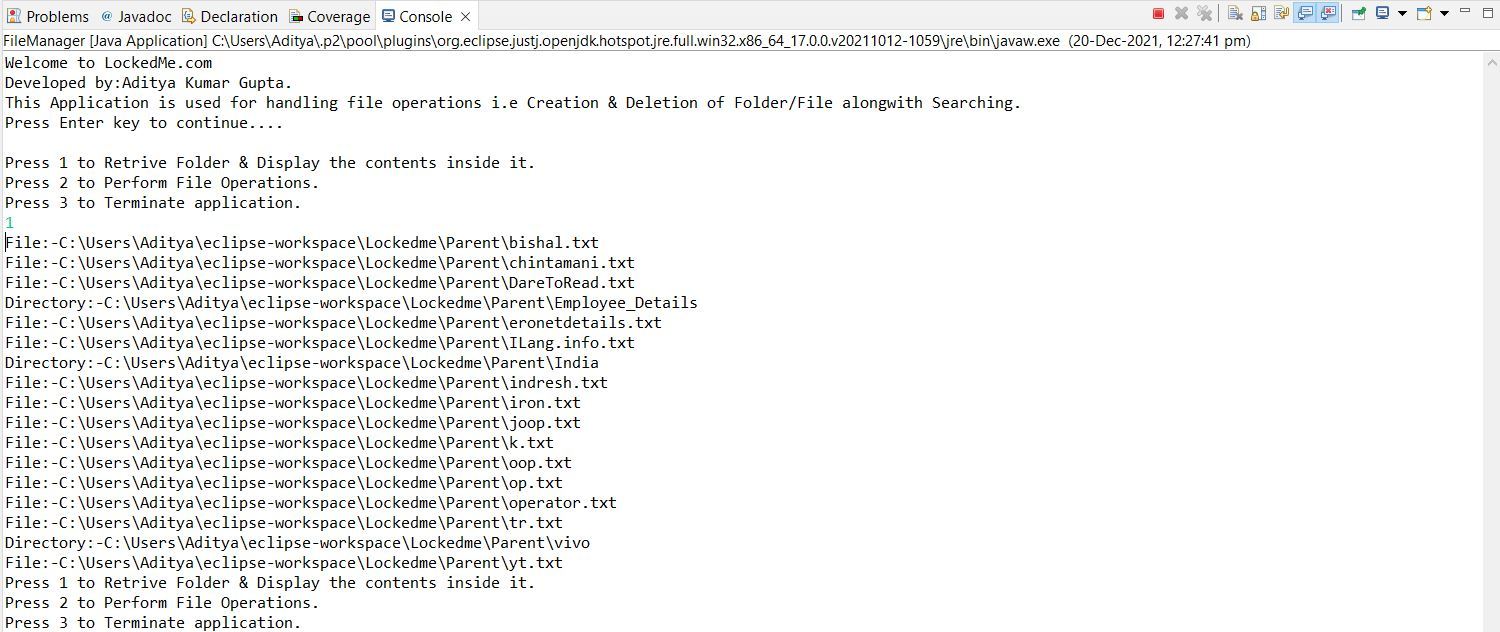 Problems @ Javadoc Declaration Coverage Console
FileManager [Java Application] C:\Users\Aditya\.p2\pool\plugins\org.eclipse.justj.openjdk.hotspot.jre.full.win32.x86_64_17.0.0.v20211012-1059\jre\bin\javaw.exe (20-Dec-2021, 12:27:41 pm)
Welcome to LockedMe.com
Developed by:Aditya Kumar Gupta.
This Application is used for handling file operations i.e Creation & Deletion of Folder/File alongwith Searching.
Press Enter key to continue....
Press 1 to Retrive Folder & Display the contents inside it.
Press 2 to Perform File Operations.
Press 3 to Terminate application.
1
File:-C:\Users\Aditya\eclipse-workspace\Lockedme\Parent\bishal.txt
File:-C:\Users\Aditya\eclipse-workspace\Lockedme\Parent\chintamani.txt
File:-C:\Users\Aditya\eclipse-workspace\Lockedme\Parent\DareToRead.txt
Directory:-C:\Users\Aditya\eclipse-workspace\Lockedme\Parent\Employee_Details
File:-C:\Users\Aditya\eclipse-workspace\Lockedme\Parent\eronetdetails.txt
File:-C:\Users\Aditya\eclipse-workspace\Lockedme\Parent\ILang.info.txt
Directory:-C:\Users\Aditya\eclipse-workspace\Lockedme\Parent\India
File:-C:\Users\Aditya\eclipse-workspace\Lockedme\Parent\indresh.txt
File:-C:\Users\Aditya\eclipse-workspace\Lockedme\Parent\iron.txt
File:-C:\Users\Aditya\eclipse-workspace\Lockedme\Parent\joop.txt
File:-C:\Users\Aditya\eclipse-workspace\Lockedme\Parent\k.txt
File:-C:\Users\Aditya\eclipse-workspace\Lockedme\Parent\oop.txt
File:-C:\Users\Aditya\eclipse-workspace\Lockedme\Parent\op.txt
File:-C:\Users\Aditya\eclipse-workspace\Lockedme\Parent\operator.txt
File:-C:\Users\Aditya\eclipse-workspace\Lockedme\Parent\tr.txt
Directory:-C:\Users\Aditya\eclipse-workspace\Lockedme\Parent\vivo
File:-C:\Users\Aditya\eclipse-workspace\Lockedme\Parent\yt.txt
Press 1 to Retrive Folder & Display the contents inside it.
Press 2 to Perform File Operations.
Press 3 to Terminate application.